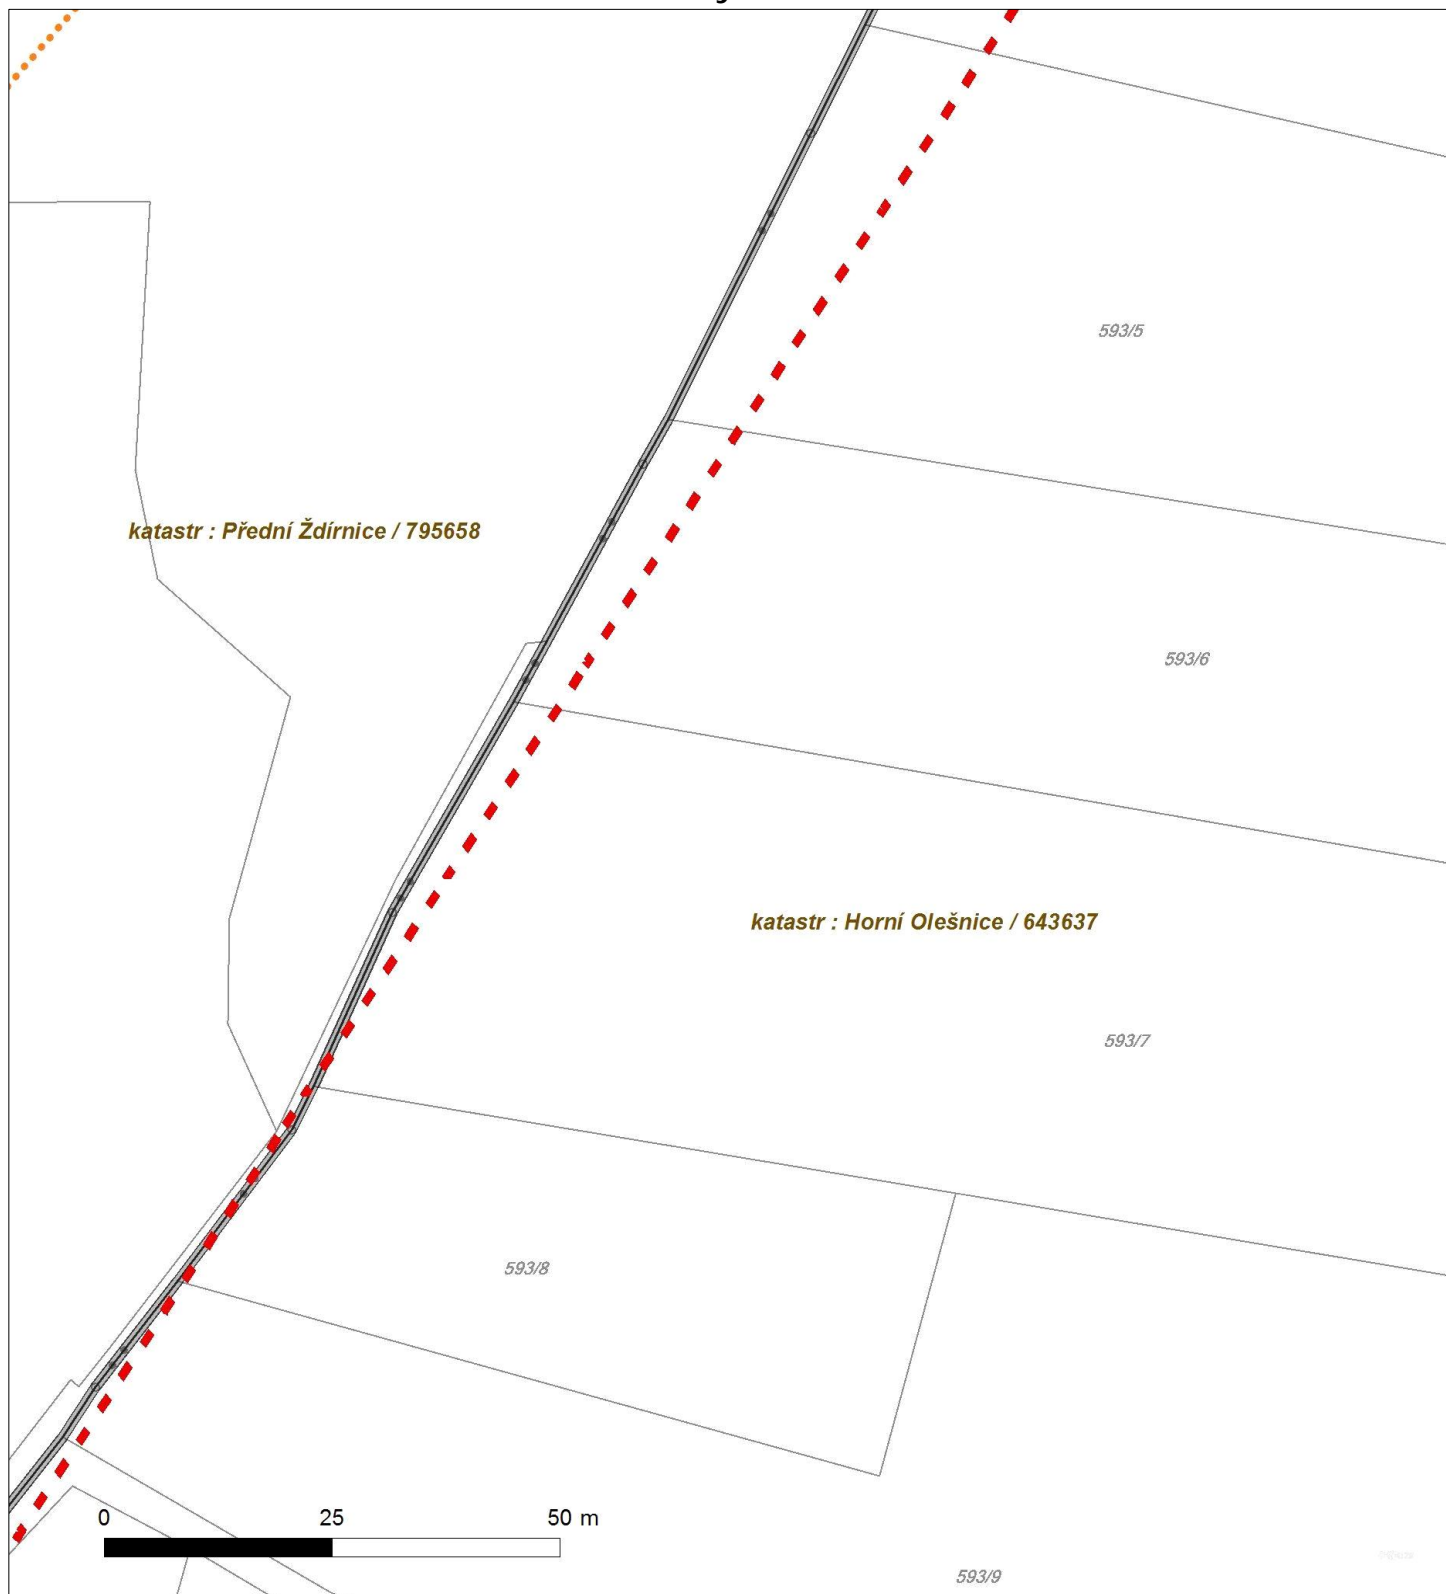 593/5
katastr : Přední Ždírnice / 795658
593/6
katastr : Horní Olešnice / 643637
593/7
593/8
0 25 50 m
593/9